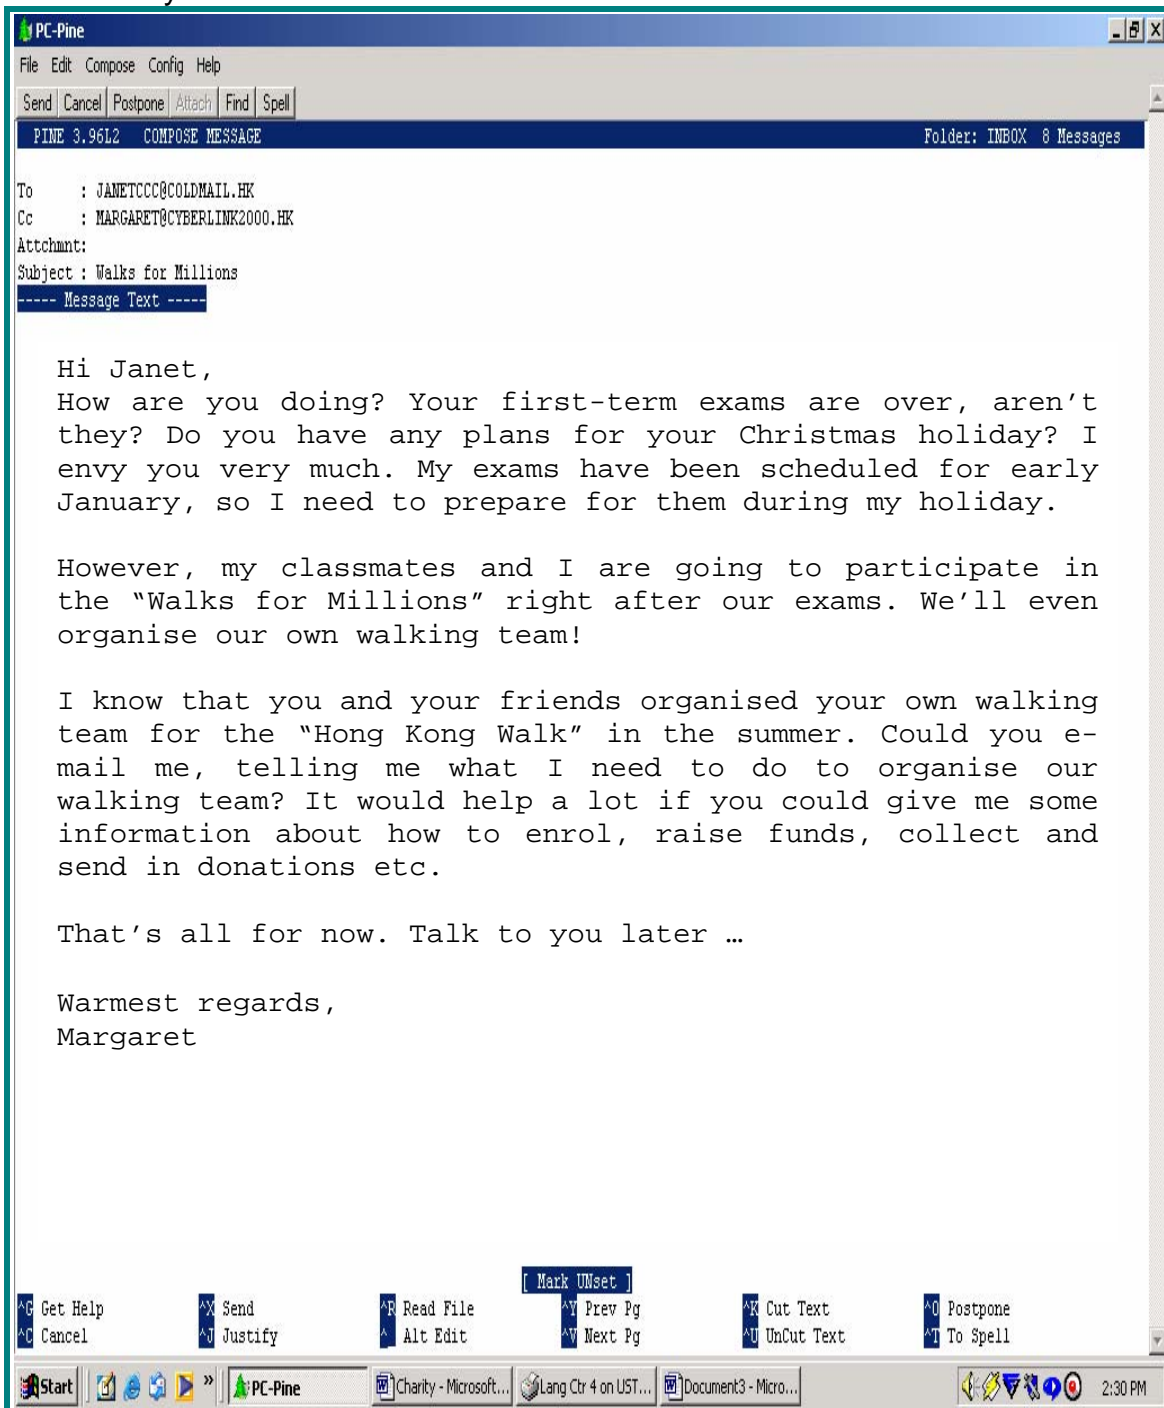 PC-Pine
File Edit Compose Config Help
Send Cancel Postpone Attach Find Spell
PINE 3.96L2 COMPOSE MESSAGE Folder: INBOX 8 Messages
To : JANETCCC@COLDMAIL.HK
Cc : MARGARET@CYBERLINK2000.HK
Attchmnt:
Subject : Walks for Millions
----- Message Text -----
Hi Janet,
How are you doing? Your first-term exams are over, aren't
they? Do you have any plans for your Christmas holiday? I
envy you very much. My exams have been scheduled for early
January, so I need to prepare for them during my holiday.
However, my classmates and I are going to participate in
the “Walks for Millions” right after our exams. We’ll even
organise our own walking team!
I know that you and your friends organised your own walking
team for the “Hong Kong Walk” in the summer. Could you e-
mail me, telling me what I need to do to organise our
walking team? It would help a lot if you could give me some
information about how to enrol, raise funds, collect and
send in donations etc.
That’s all for now. Talk to you later …
Warmest regards,
Margaret
[ Mark UNset ]
^G Get Help ^X Send ^R Read File ^Y Prev Pg ^K Cut Text ^O Postpone
^C Cancel ^J Justify ^_ Alt Edit ^V Next Pg ^U UnCut Text ^T To Spell
Start » PC-Pine Charity - Microsoft... Lang Ctr 4 on UST... Document3 - Micro... 2:30 PM